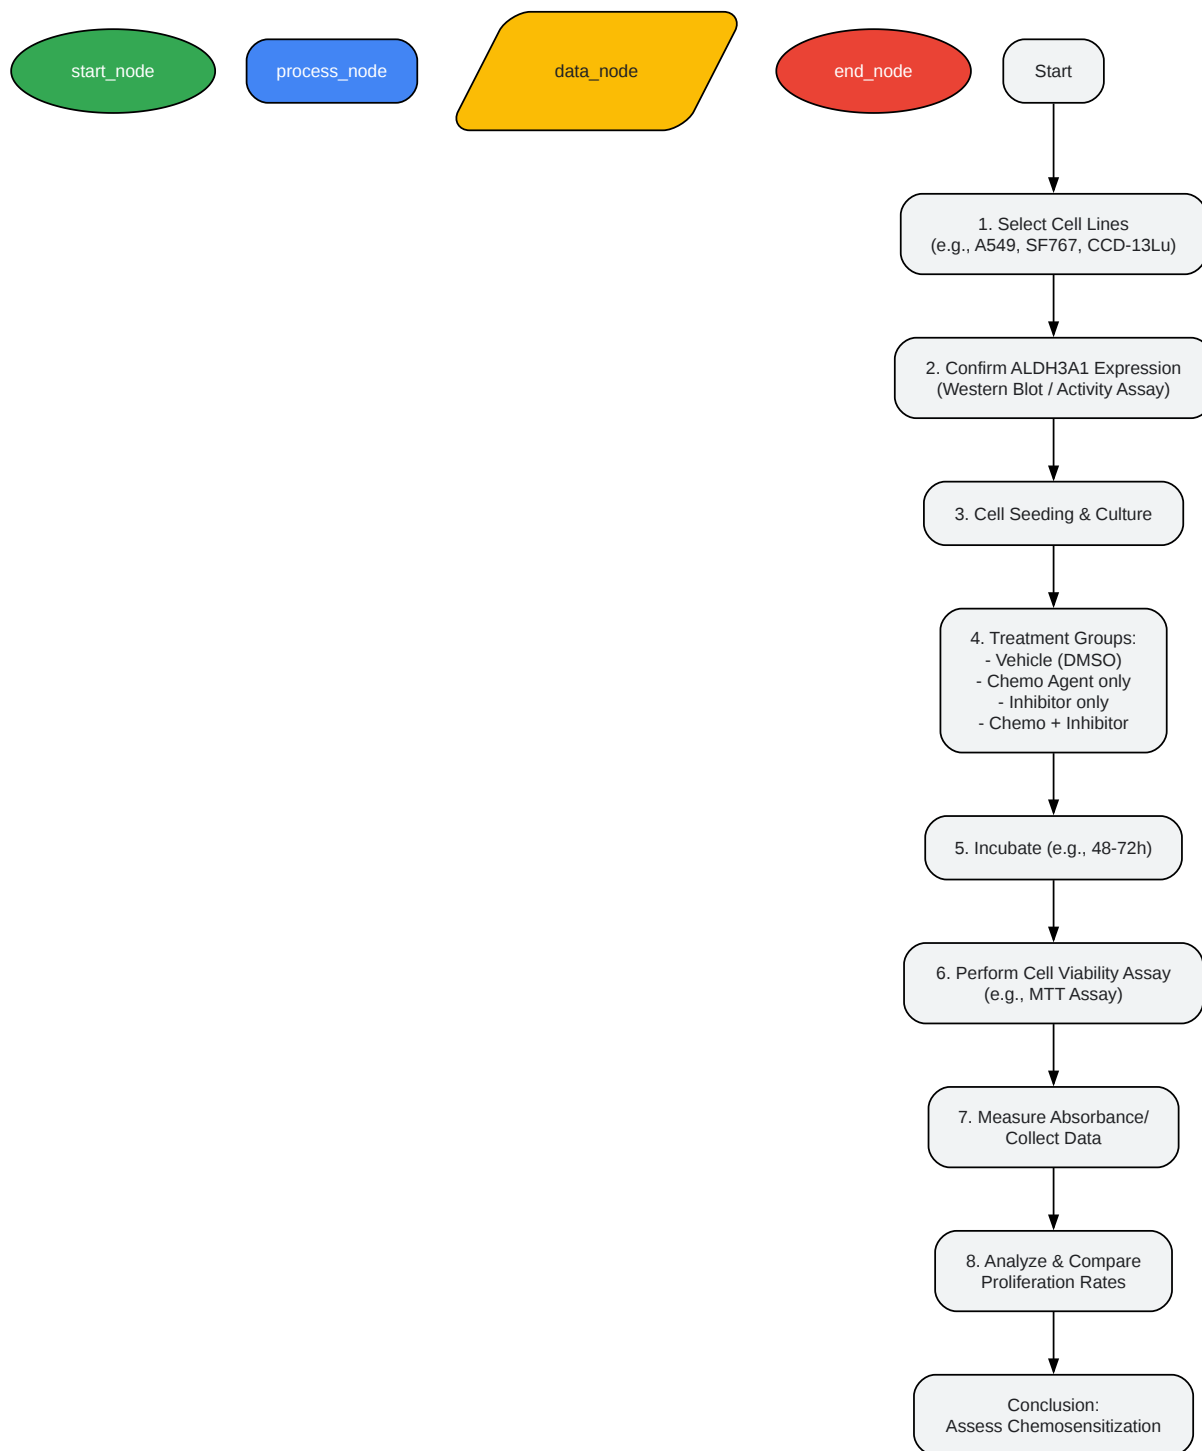 start_node
process_node
data_node
end_node
Start
1. Select Cell Lines
(e.g., A549, SF767, CCD-13Lu)
2. Confirm ALDH3A1 Expression
(Western Blot / Activity Assay)
3. Cell Seeding & Culture
4. Treatment Groups:
- Vehicle (DMSO)
- Chemo Agent only
- Inhibitor only
- Chemo + Inhibitor
5. Incubate (e.g., 48-72h)
6. Perform Cell Viability Assay
(e.g., MTT Assay)
7. Measure Absorbance/
Collect Data
8. Analyze & Compare
Proliferation Rates
Conclusion:
Assess Chemosensitization